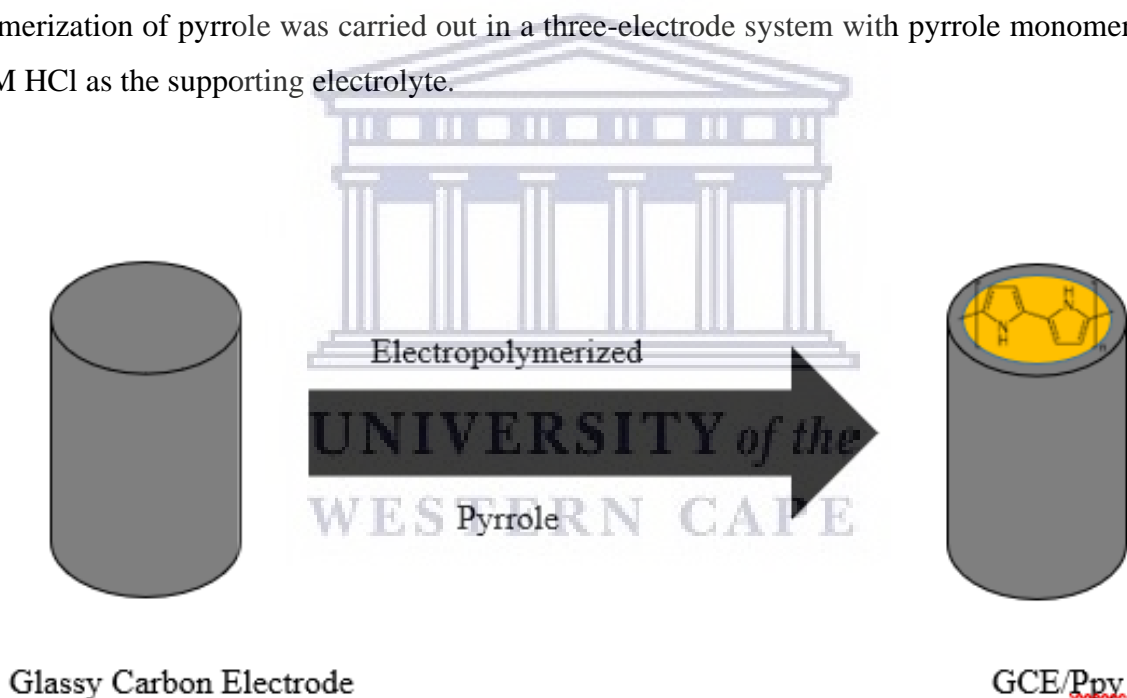 merization of pyrrole was carried out in a three-electrode system with pyrrole monomer
M HCl as the supporting electrolyte.
Electropolymerized
UNIVERSITY of the
WESTERN CAPE
Pyrrole
N
H
H
N
n
Glassy Carbon Electrode
GCE/Ppy